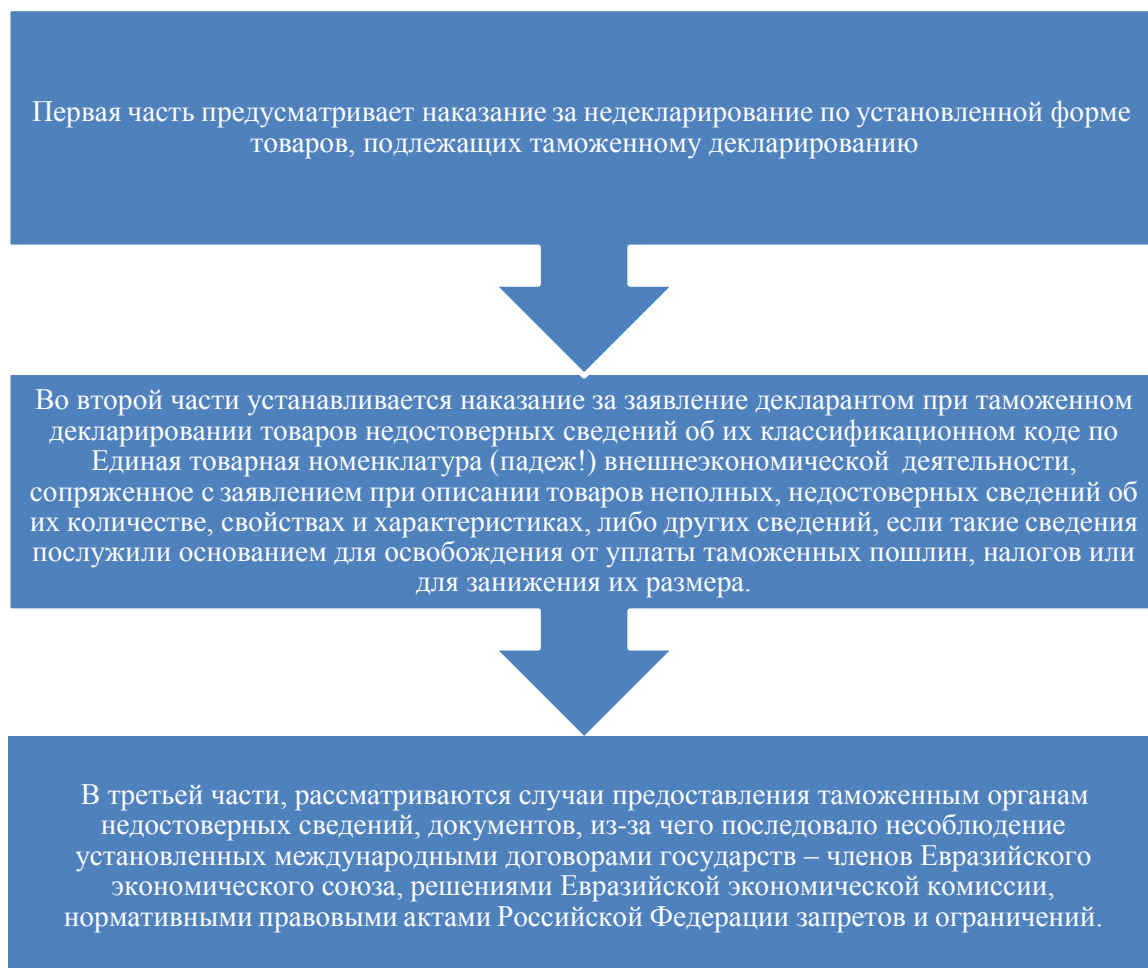 Первая часть предусматривает наказание за недекларирование по установленной форме
товаров, подлежащих таможенному декларированию
Во второй части устанавливается наказание за заявление декларантом при таможенном
декларировании товаров недостоверных сведений об их классификационном коде по
Единая товарная номенклатура (падеж!) внешнеэкономической  деятельности,
сопряженное с заявлением при описании товаров неполных, недостоверных сведений об
их количестве, свойствах и характеристиках, либо других сведений, если такие сведения
послужили основанием для освобождения от уплаты таможенных пошлин, налогов или
для занижения их размера.
В третьей части, рассматриваются случаи предоставления таможенным органам
недостоверных сведений, документов, из-за чего последовало несоблюдение
установленных международными договорами государств – членов Евразийского
экономического союза, решениями Евразийской экономической комиссии,
нормативными правовыми актами Российской Федерации запретов и ограничений.